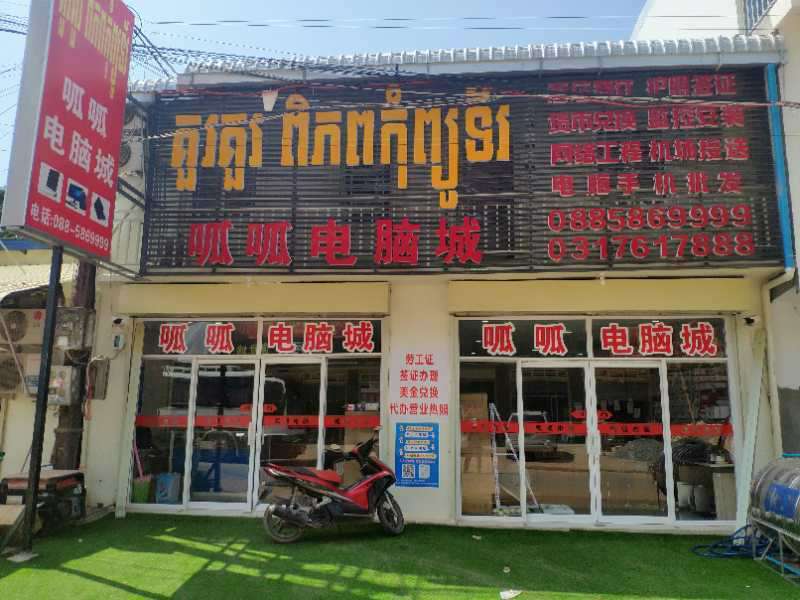 គួរគួរ ពិភពកុំព្យូទ័រ
呱呱电脑城
护照签证
货币兑换 监控安装
网络工程 机场接送
电脑手机批发
0885869999
0317617888
呱呱
电脑城
电话:088-5869999
呱呱 电脑城
呱呱 电脑城
劳工证
签证办理
美金兑换
代办营业热照